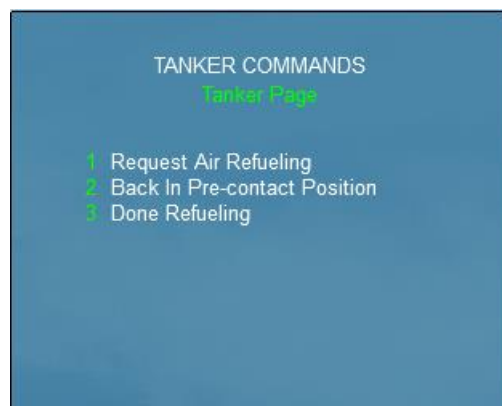 TANKER COMMANDS
Tanker Page
1 Request Air Refueling
2 Back In Pre-contact Position
3 Done Refueling